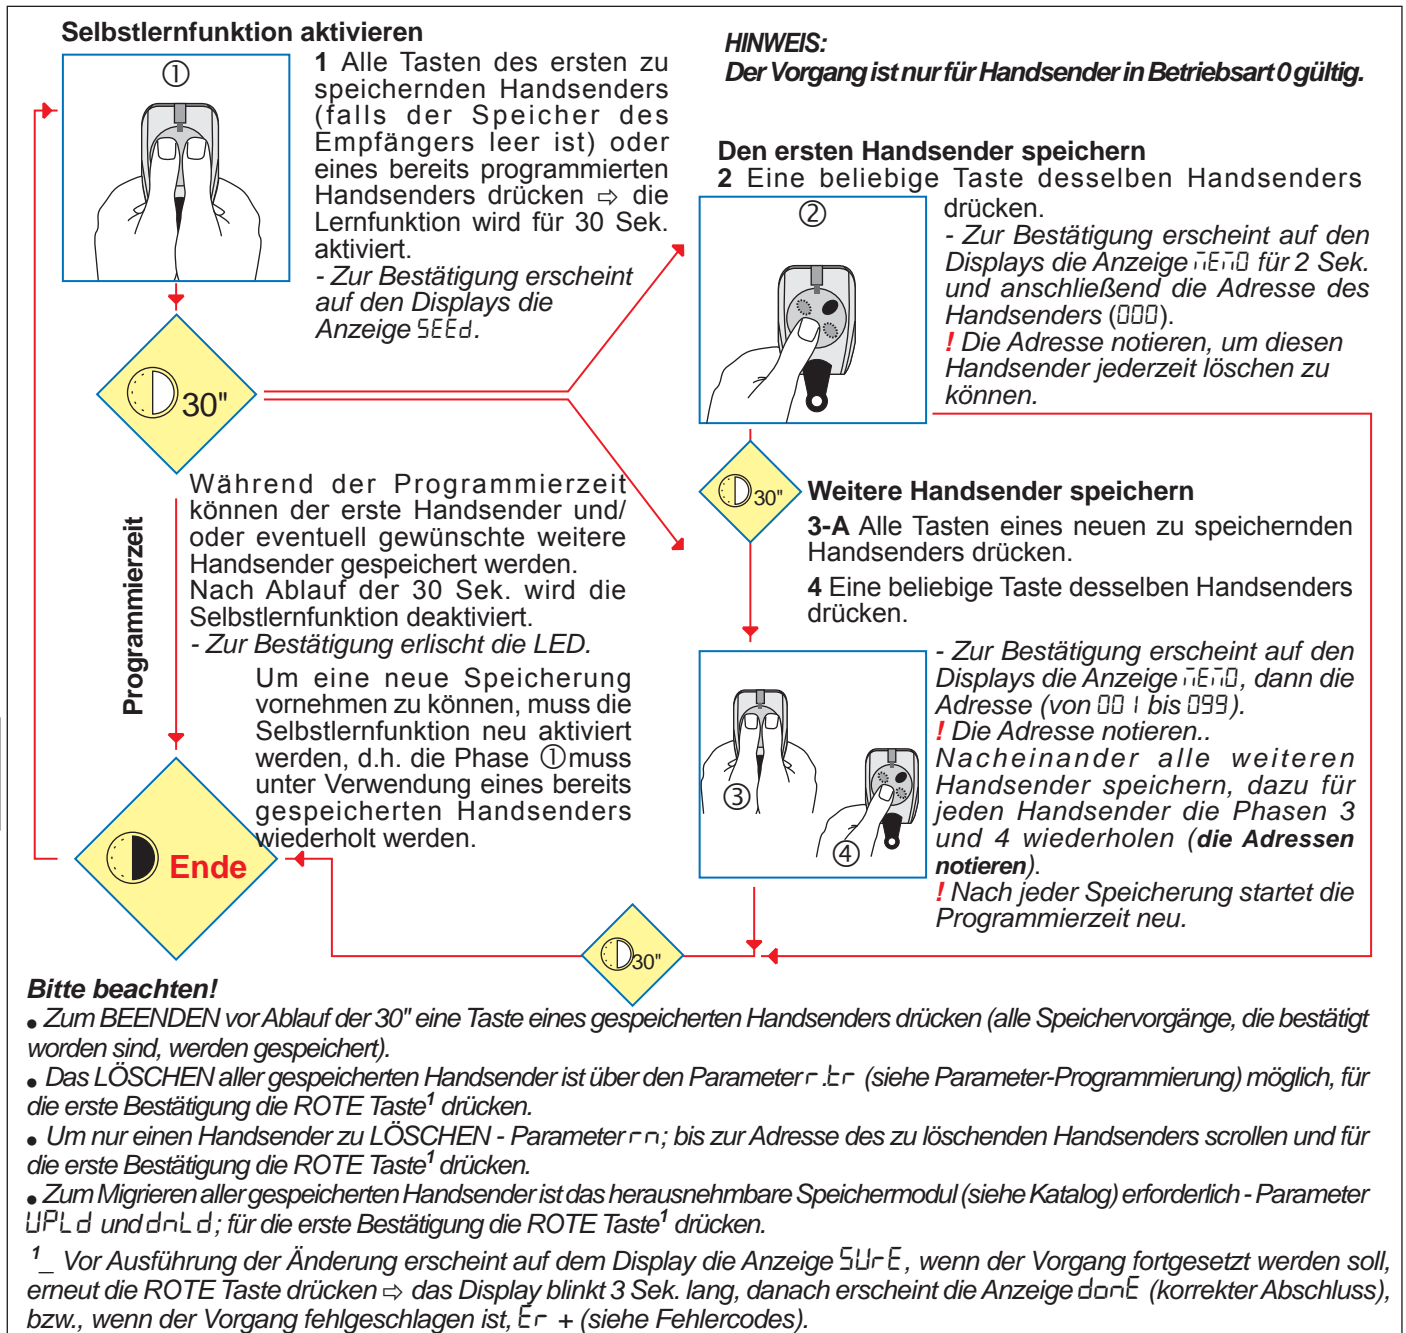 Selbstlernfunktion aktivieren
①
1 Alle Tasten des ersten zu
speichernden Handsenders
(falls der Speicher des
Empfängers leer ist) oder
eines bereits programmierten
Handsenders drücken ⇨ die
Lernfunktion wird für 30 Sek.
aktiviert.
- Zur Bestätigung erscheint
auf den Displays die
Anzeige SEEd.
30"
HINWEIS:
Der Vorgang ist nur für Handsender in Betriebsart 0 gültig.
Den ersten Handsender speichern
2 Eine beliebige Taste desselben Handsenders
drücken.
②
- Zur Bestätigung erscheint auf den
Displays die Anzeige MEMO für 2 Sek.
und anschließend die Adresse des
Handsenders (000).
! Die Adresse notieren, um diesen
Handsender jederzeit löschen zu
können.
Programmierzeit
Während der Programmierzeit
können der erste Handsender und/
oder eventuell gewünschte weitere
Handsender gespeichert werden.
Nach Ablauf der 30 Sek. wird die
Selbstlernfunktion deaktiviert.
- Zur Bestätigung erlischt die LED.
Um eine neue Speicherung
vornehmen zu können, muss die
Selbstlernfunktion neu aktiviert
werden, d.h. die Phase ①muss
unter Verwendung eines bereits
gespeicherten Handsenders
wiederholt werden.
Ende
30"
Weitere Handsender speichern
3-A Alle Tasten eines neuen zu speichernden
Handsenders drücken.
4 Eine beliebige Taste desselben Handsenders
drücken.
③
④
- Zur Bestätigung erscheint auf den
Displays die Anzeige MEMO, dann die
Adresse (von 001 bis 099).
! Die Adresse notieren..
Nacheinander alle weiteren
Handsender speichern, dazu für
jeden Handsender die Phasen 3
und 4 wiederholen (die Adressen
notieren).
! Nach jeder Speicherung startet die
Programmierzeit neu.
30"
Bitte beachten!
● Zum BEENDEN vor Ablauf der 30" eine Taste eines gespeicherten Handsenders drücken (alle Speichervorgänge, die bestätigt
worden sind, werden gespeichert).
● Das LÖSCHEN aller gespeicherten Handsender ist über den Parameter r.tr (siehe Parameter-Programmierung) möglich, für
die erste Bestätigung die ROTE Taste¹ drücken.
● Um nur einen Handsender zu LÖSCHEN - Parameter rn; bis zur Adresse des zu löschenden Handsenders scrollen und für
die erste Bestätigung die ROTE Taste¹ drücken.
● Zum Migrieren aller gespeicherten Handsender ist das herausnehmbare Speichermodul (siehe Katalog) erforderlich - Parameter
UPLd und dnLd; für die erste Bestätigung die ROTE Taste¹ drücken.
¹_ Vor Ausführung der Änderung erscheint auf dem Display die Anzeige SUrE, wenn der Vorgang fortgesetzt werden soll,
erneut die ROTE Taste drücken ⇨ das Display blinkt 3 Sek. lang, danach erscheint die Anzeige donE (korrekter Abschluss),
bzw., wenn der Vorgang fehlgeschlagen ist, Er + (siehe Fehlercodes).